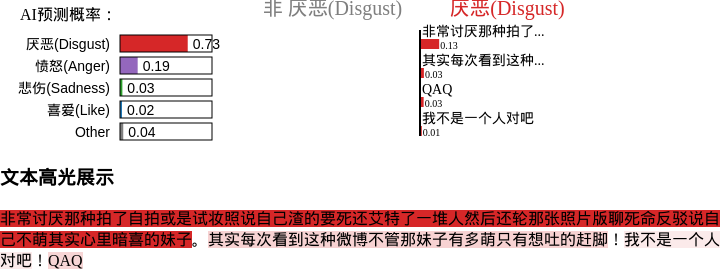 AI预测概率：
非 厌恶(Disgust)
厌恶(Disgust)
厌恶(Disgust) 0.73
愤怒(Anger) 0.19
悲伤(Sadness) 0.03
喜爱(Like) 0.02
Other 0.04
非常讨厌那种拍了...
0.13
其实每次看到这种...
0.03
QAQ
0.03
我不是一个人对吧
0.01
文本高光展示
非常讨厌那种拍了自拍或是试妆照说自己渣的要死还艾特了一堆人然后还轮那张照片版聊死命反驳说自
己不萌其实心里暗喜的妹子。其实每次看到这种微博不管那妹子有多萌只有想吐的赶脚！我不是一个人
对吧！QAQ